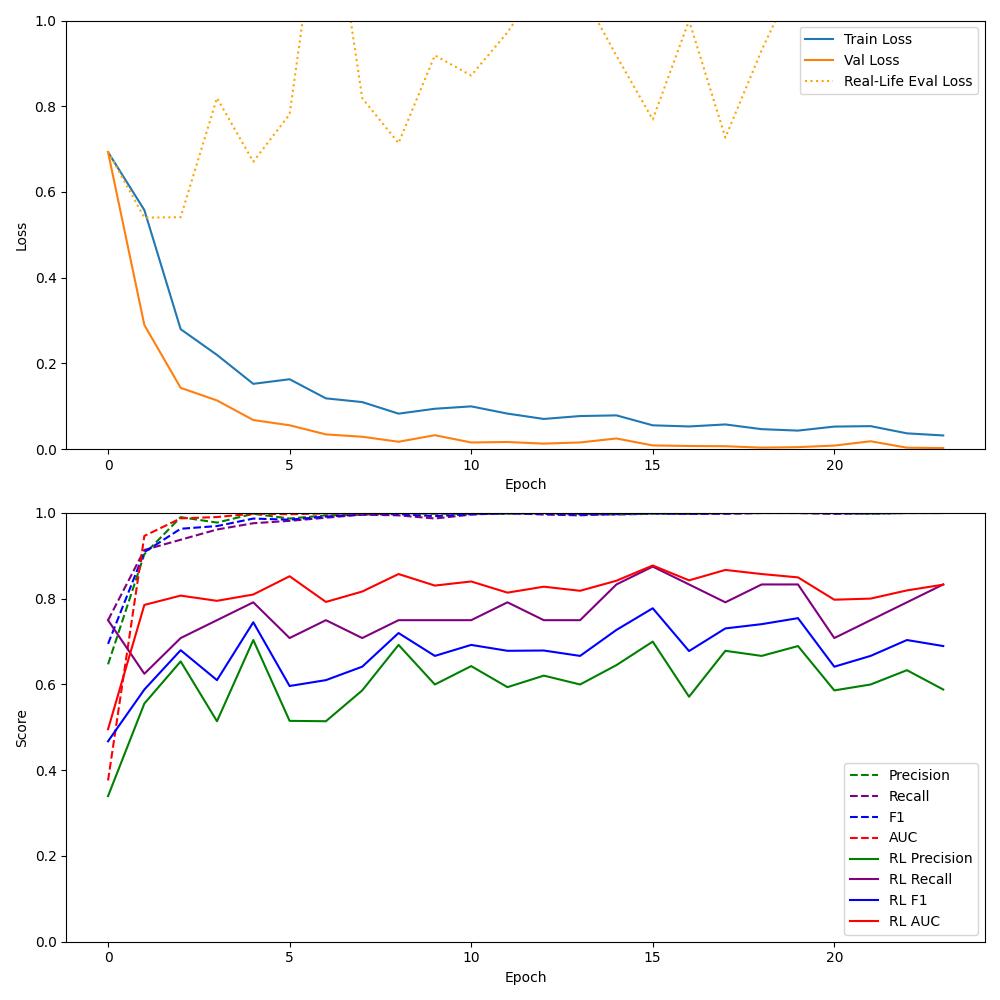 1.0
0.8
0.6
0.4
0.2
0.0
Loss
Train Loss
Val Loss
Real-Life Eval Loss
0 5 10 15 20
Epoch
1.0
0.8
0.6
0.4
0.2
0.0
Score
Precision
Recall
F1
AUC
RL Precision
RL Recall
RL F1
RL AUC
0 5 10 15 20
Epoch